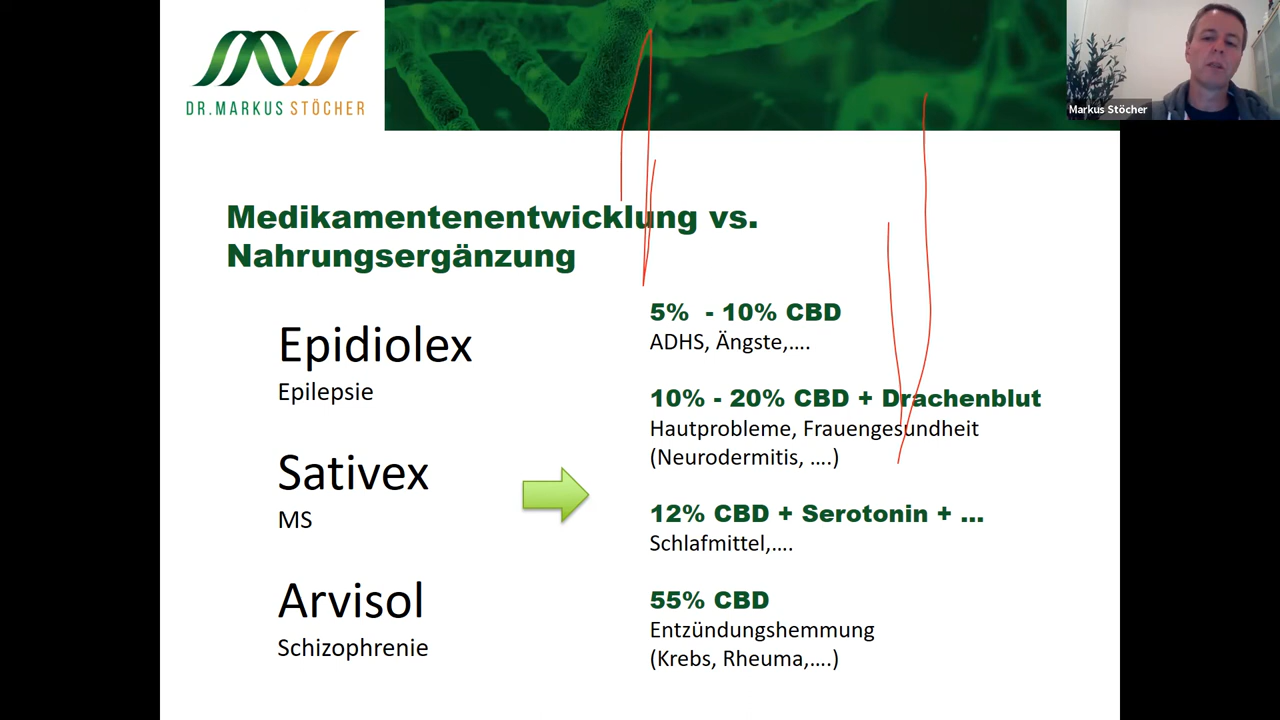 DR.MARKUS STÖCHER
Markus Stöcher
Medikamentenentwicklung vs.
Nahrungsergänzung
Epidiolex
Epilepsie
Sativex
MS
Arvisol
Schizophrenie
5%  - 10% CBD
ADHS, Ängste,....
10% - 20% CBD + Drachenblut
Hautprobleme, Frauengesundheit
(Neurodermitis, ....)
12% CBD + Serotonin + ...
Schlafmittel,....
55% CBD
Entzündungshemmung
(Krebs, Rheuma,....)